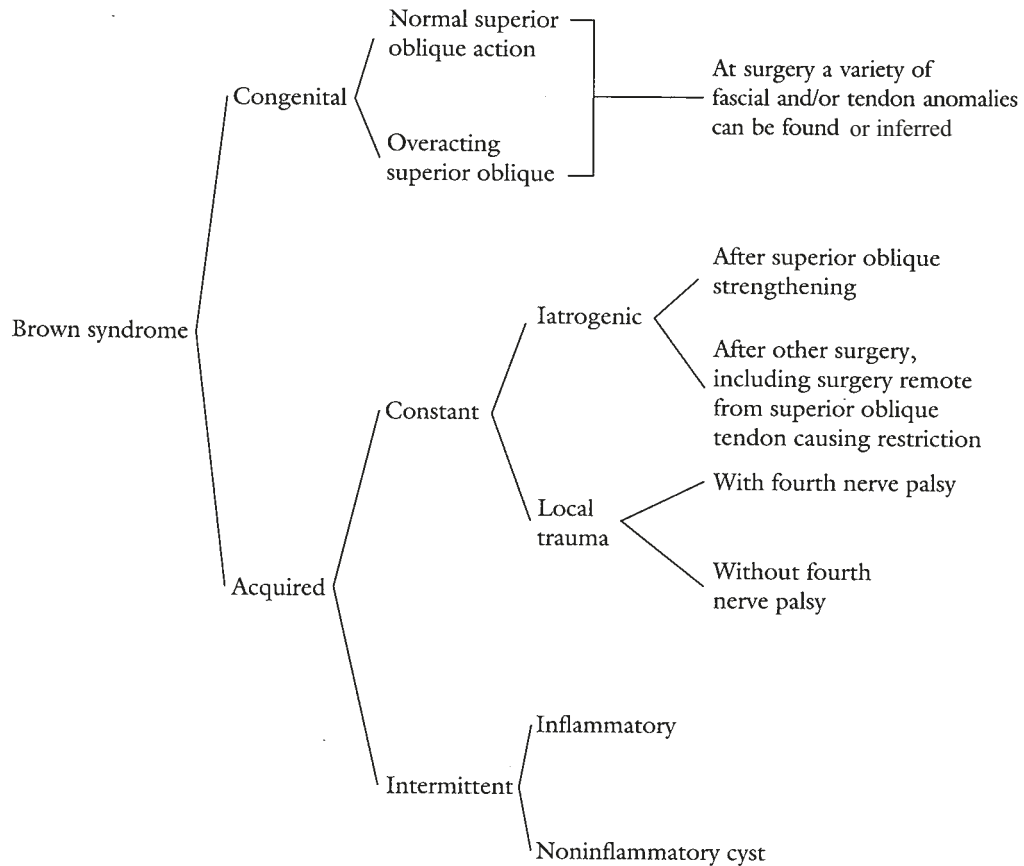 Normal superior
oblique action
Congenital
At surgery a variety of
fascial and/or tendon anomalies
can be found or inferred
Overacting
superior oblique
Brown syndrome
After superior oblique
strengthening
Iatrogenic
After other surgery,
including surgery remote
from superior oblique
tendon causing restriction
Constant
With fourth nerve palsy
Local
trauma
Without fourth
nerve palsy
Acquired
Inflammatory
Intermittent
Noninflammatory cyst